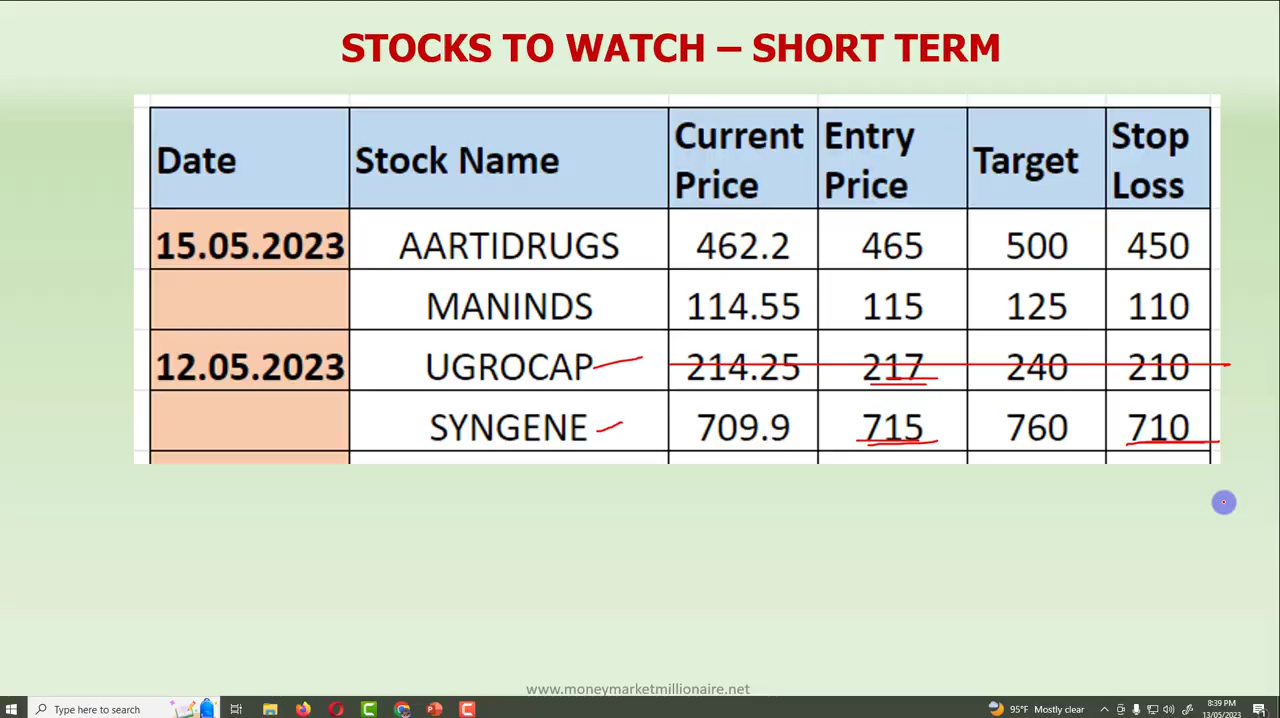 STOCKS TO WATCH – SHORT TERM
Date Stock Name Current Price Entry Price Target Stop Loss
15.05.2023 AARTIDRUGS 462.2 465 500 450
MANINDS 114.55 115 125 110
12.05.2023 UGROCAP 214.25 217 240 210
SYNGENE 709.9 715 760 710
www.moneymarketmillionaire.net
Type here to search
95°F Mostly clear
8:39 PM
13/05/2023